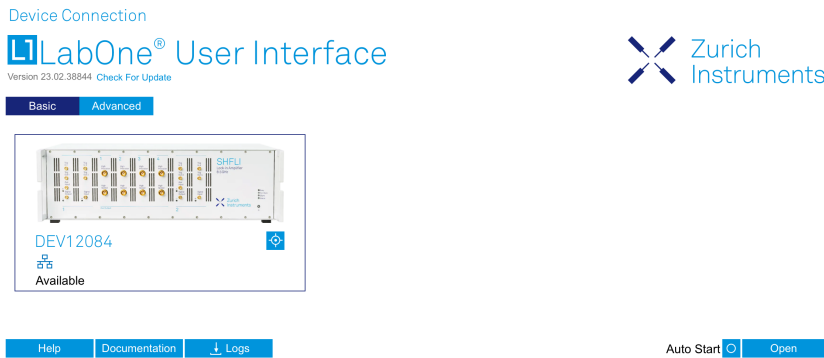 Device Connection
L1 LabOne® User Interface
Version 23.02.38844 Check For Update
Zurich
Instruments
Basic Advanced
SHFLI
Zurich
Instruments
DEV12084
Available
Help Documentation Logs
Auto Start Open